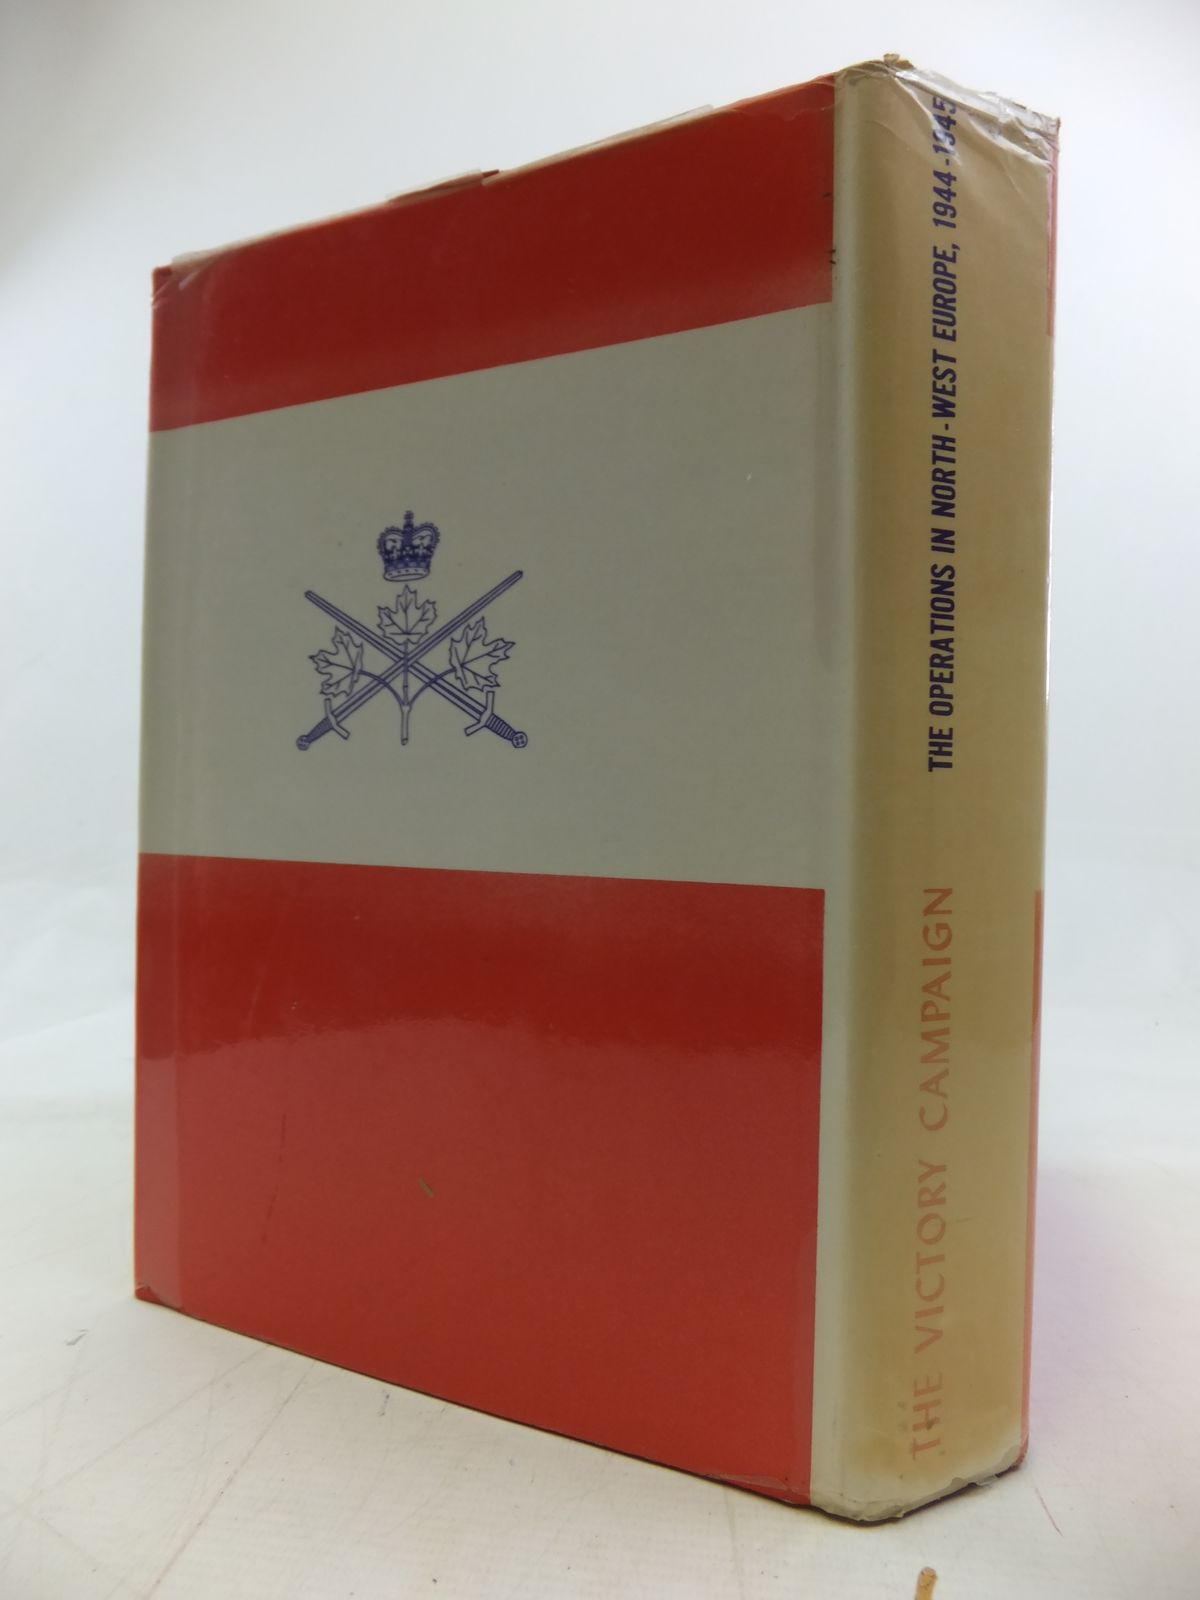 THE VICTORY CAMPAIGN
THE OPERATIONS IN NORTH-WEST EUROPE, 1944-1945